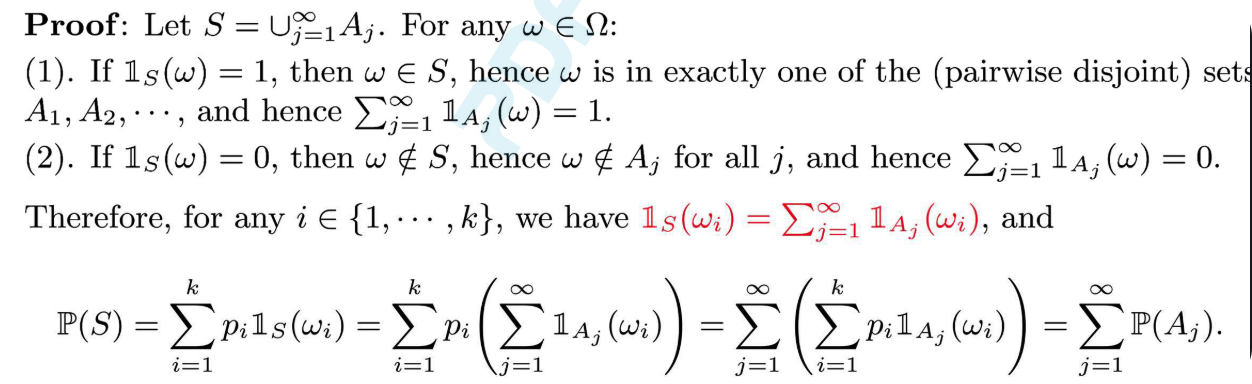 Proof: Let S = ∪_{j=1}^{∞} A_j. For any ω ∈ Ω:
(1). If 𝟙_S(ω) = 1, then ω ∈ S, hence ω is in exactly one of the (pairwise disjoint) sets
A_1, A_2, ⋯, and hence ∑_{j=1}^{∞} 𝟙_{A_j}(ω) = 1.
(2). If 𝟙_S(ω) = 0, then ω ∉ S, hence ω ∉ A_j for all j, and hence ∑_{j=1}^{∞} 𝟙_{A_j}(ω) = 0.
Therefore, for any i ∈ {1, ⋯, k}, we have 𝟙_S(ω_i) = ∑_{j=1}^{∞} 𝟙_{A_j}(ω_i), and
ℙ(S) = ∑_{i=1}^{k} p_i 𝟙_S(ω_i) = ∑_{i=1}^{k} p_i (∑_{j=1}^{∞} 𝟙_{A_j}(ω_i)) = ∑_{j=1}^{∞} (∑_{i=1}^{k} p_i 𝟙_{A_j}(ω_i)) = ∑_{j=1}^{∞} ℙ(A_j).